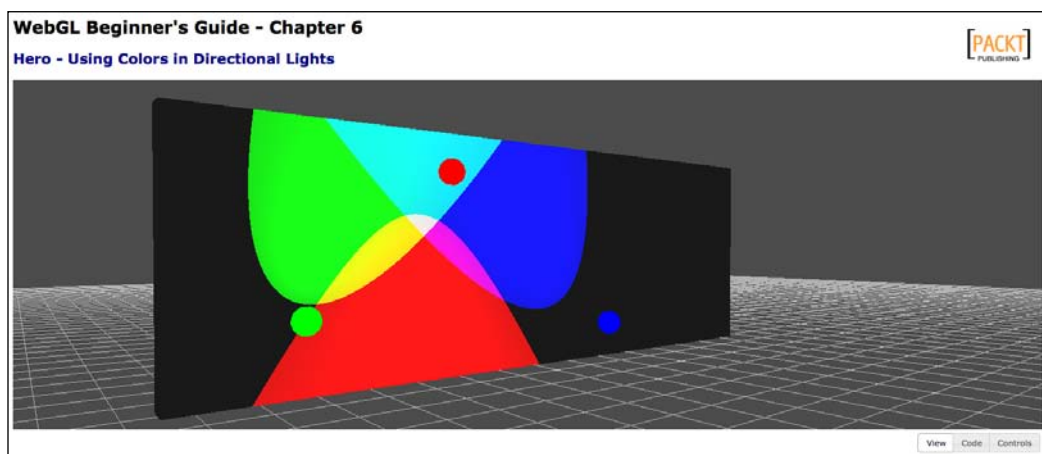 WebGL Beginner's Guide - Chapter 6
Hero - Using Colors in Directional Lights
[PACKT]
PUBLISHING
View Code Controls